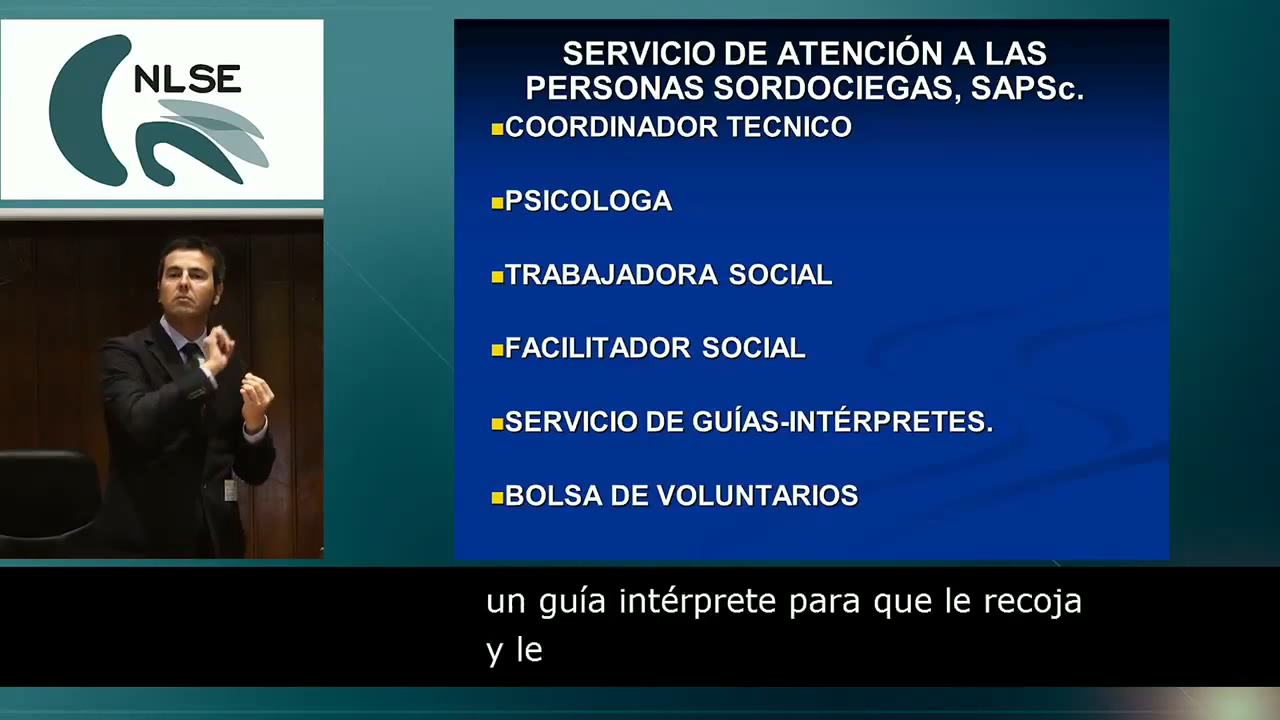 CNLSE
SERVICIO DE ATENCIÓN A LAS
PERSONAS SORDOCIEGAS, SAPSc.
COORDINADOR TECNICO
PSICOLOGA
TRABAJADORA SOCIAL
FACILITADOR SOCIAL
SERVICIO DE GUÍAS-INTÉRPRETES.
BOLSA DE VOLUNTARIOS
un guía intérprete para que le recoja
y le